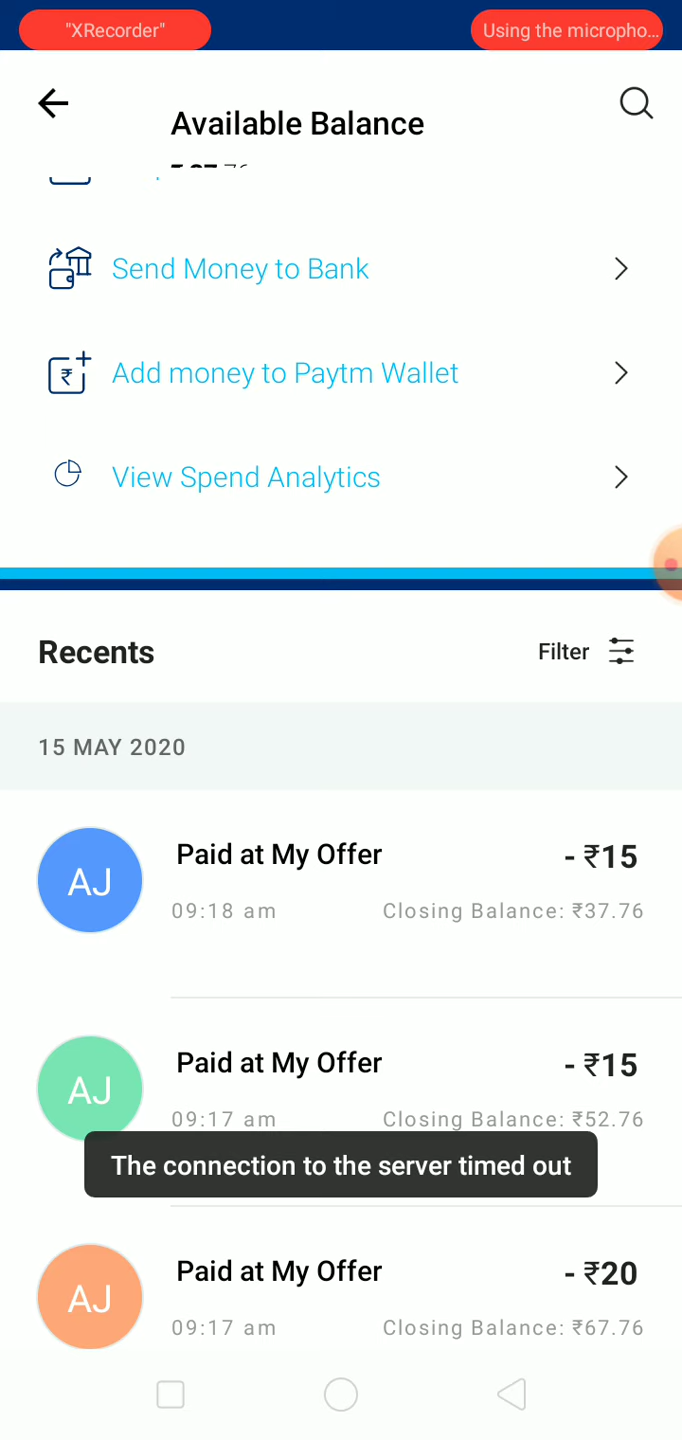 "XRecorder"
Using the micropho...
Available Balance
Send Money to Bank
Add money to Paytm Wallet
View Spend Analytics
Recents
Filter
15 MAY 2020
AJ
Paid at My Offer
- ₹15
09:18 am
Closing Balance: ₹37.76
AJ
Paid at My Offer
- ₹15
09:17 am
Closing Balance: ₹52.76
The connection to the server timed out
AJ
Paid at My Offer
- ₹20
09:17 am
Closing Balance: ₹67.76